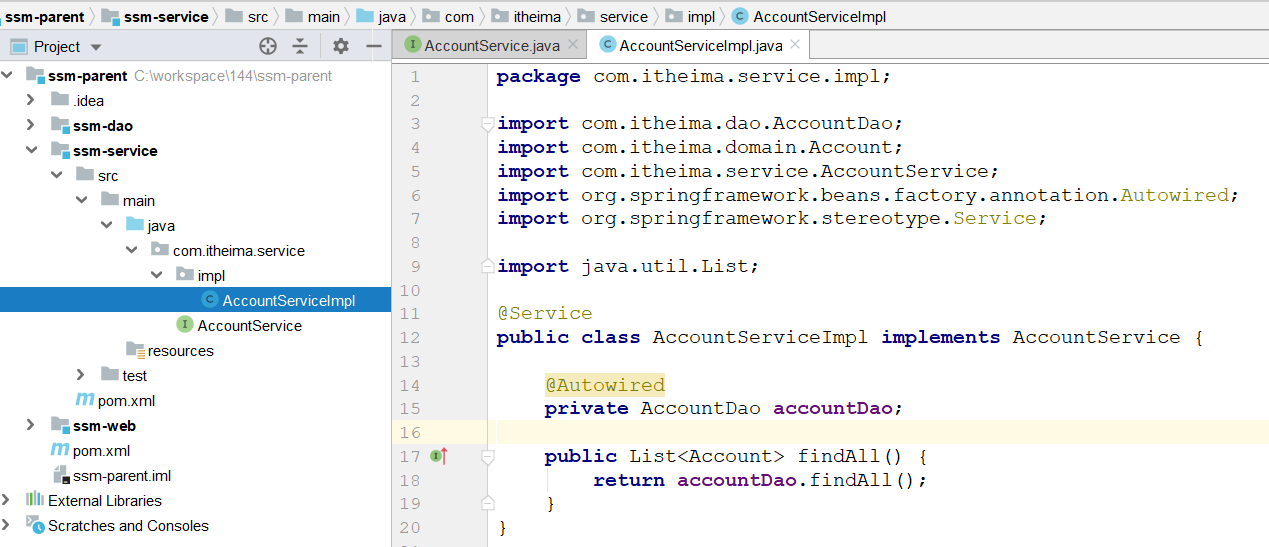 ssm-parent ssm-service src main java com itheima service impl AccountServiceImpl
Project
AccountService.java AccountServiceImpl.java
ssm-parent C:\workspace\144\ssm-parent
.idea
ssm-dao
ssm-service
src
main
java
com.itheima.service
impl
AccountServiceImpl
AccountService
resources
test
pom.xml
ssm-web
pom.xml
ssm-parent.iml
External Libraries
Scratches and Consoles
1 package com.itheima.service.impl;
2
3 import com.itheima.dao.AccountDao;
4 import com.itheima.domain.Account;
5 import com.itheima.service.AccountService;
6 import org.springframework.beans.factory.annotation.Autowired;
7 import org.springframework.stereotype.Service;
8
9 import java.util.List;
10
11 @Service
12 public class AccountServiceImpl implements AccountService {
13
14 @Autowired
15 private AccountDao accountDao;
16
17 public List<Account> findAll() {
18 return accountDao.findAll();
19 }
20 }